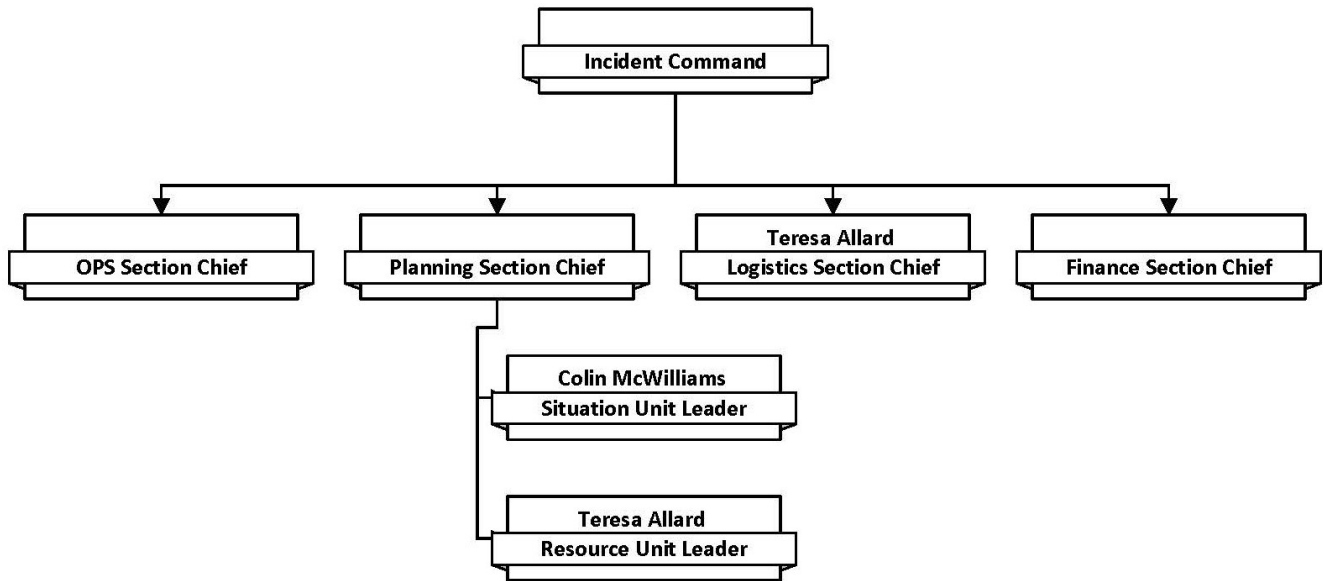 Incident Command
OPS Section Chief
Planning Section Chief
Teresa Allard
Logistics Section Chief
Finance Section Chief
Colin McWilliams
Situation Unit Leader
Teresa Allard
Resource Unit Leader